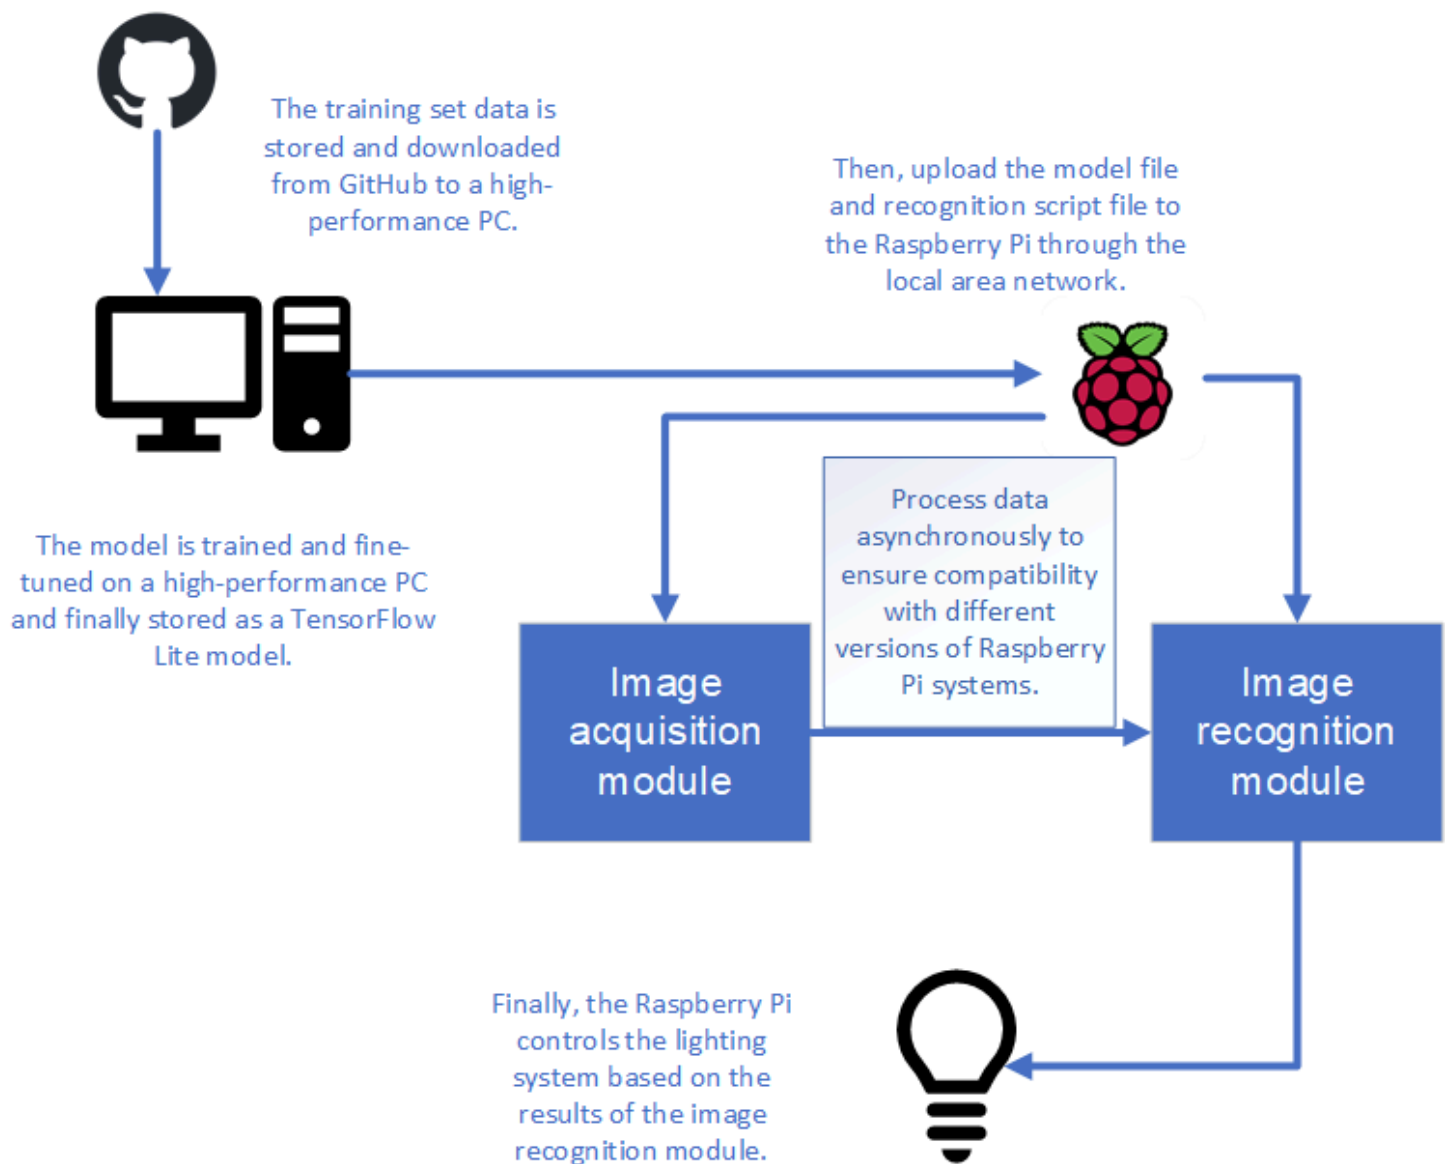 The training set data is
stored and downloaded
from GitHub to a high-
performance PC.
Then, upload the model file
and recognition script file to
the Raspberry Pi through the
local area network.
The model is trained and fine-
tuned on a high-performance PC
and finally stored as a TensorFlow
Lite model.
Process data
asynchronously to
ensure compatibility
with different
versions of Raspberry
Pi systems.
Image
acquisition
module
Image
recognition
module
Finally, the Raspberry Pi
controls the lighting
system based on the
results of the image
recognition module.